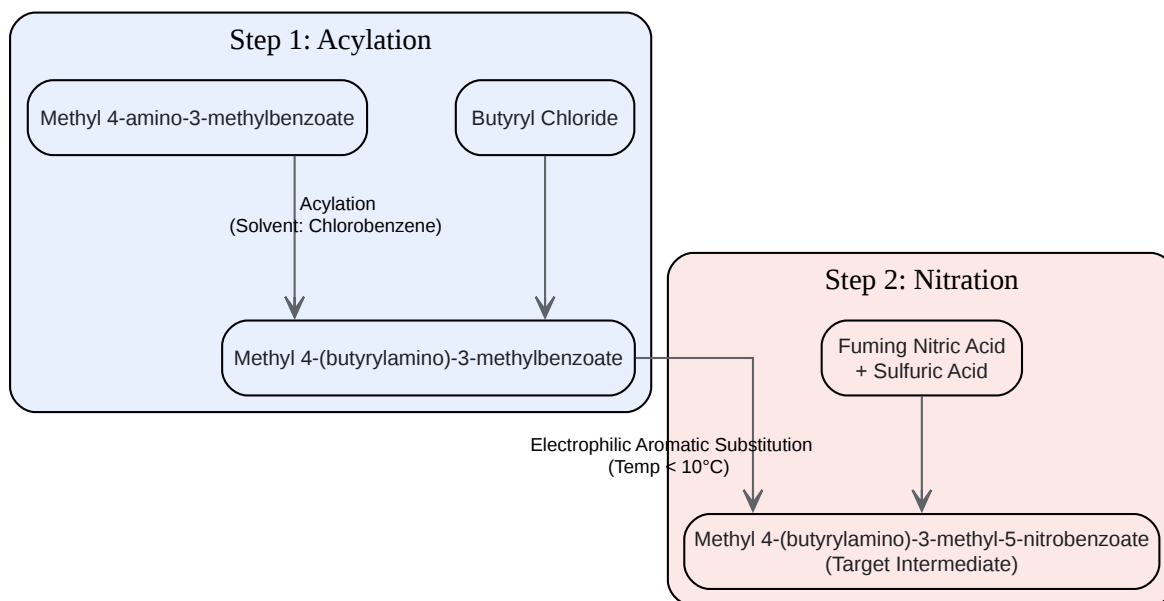 Step 1: Acylation
Methyl 4-amino-3-methylbenzoate
Butyryl Chloride
Acylation
(Solvent: Chlorobenzene)
Methyl 4-(butyrylamino)-3-methylbenzoate
Step 2: Nitration
Fuming Nitric Acid
+ Sulfuric Acid
Electrophilic Aromatic Substitution
(Temp < 10°C)
Methyl 4-(butyrylamino)-3-methyl-5-nitrobenzoate
(Target Intermediate)